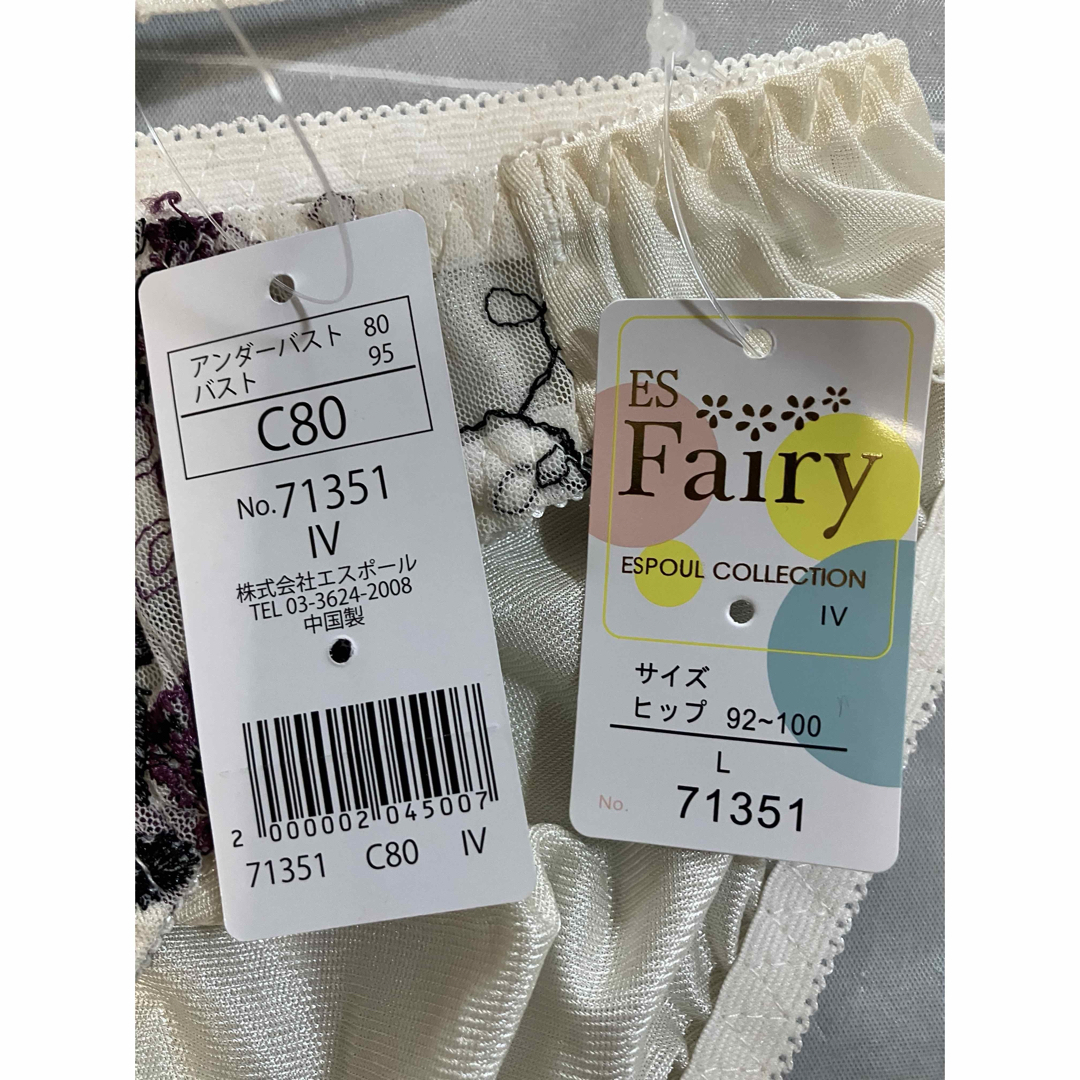 アンダーバスト 80
バスト 95
C80
No.71351
IV
株式会社エスポール
TEL 03-3624-2008
中国製
2 000002 045007
71351 C80 IV
ES
Fairy
ESPOUL COLLECTION
IV
サイズ
ヒップ 92~100
L
No. 71351